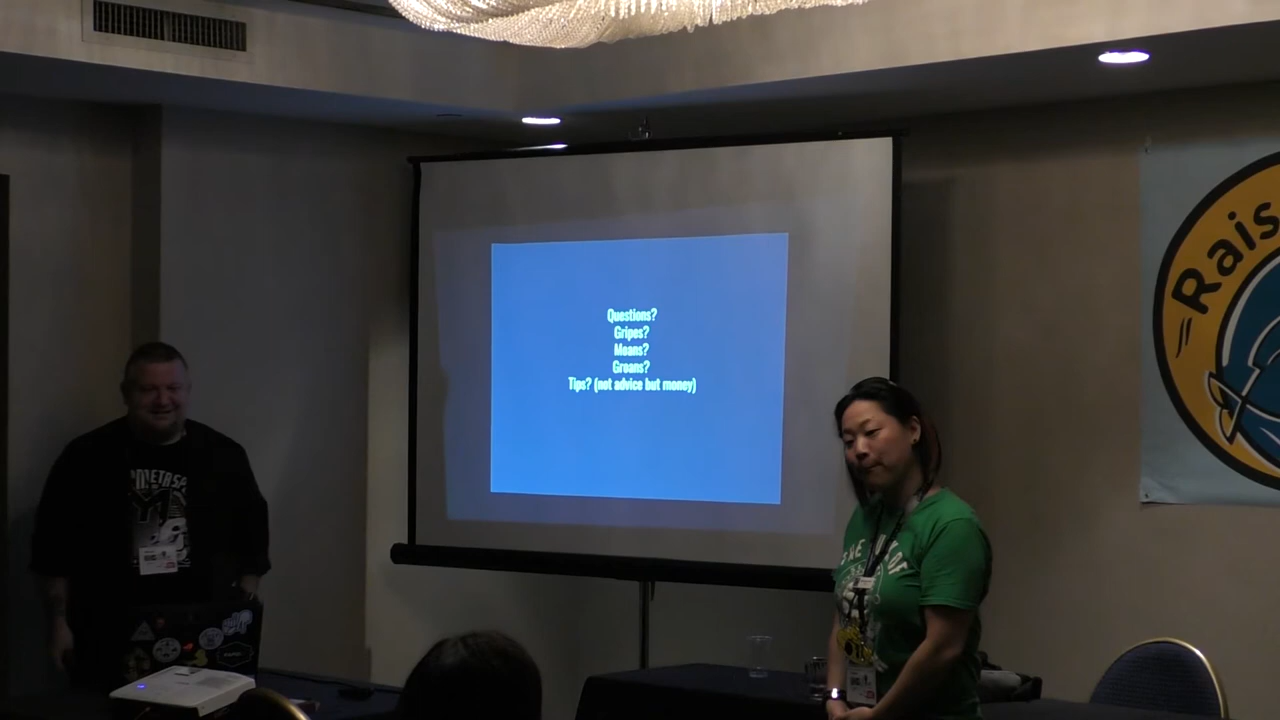 Questions?
Gripes?
Moans?
Groans?
Tips? (not advice but money)
Rais